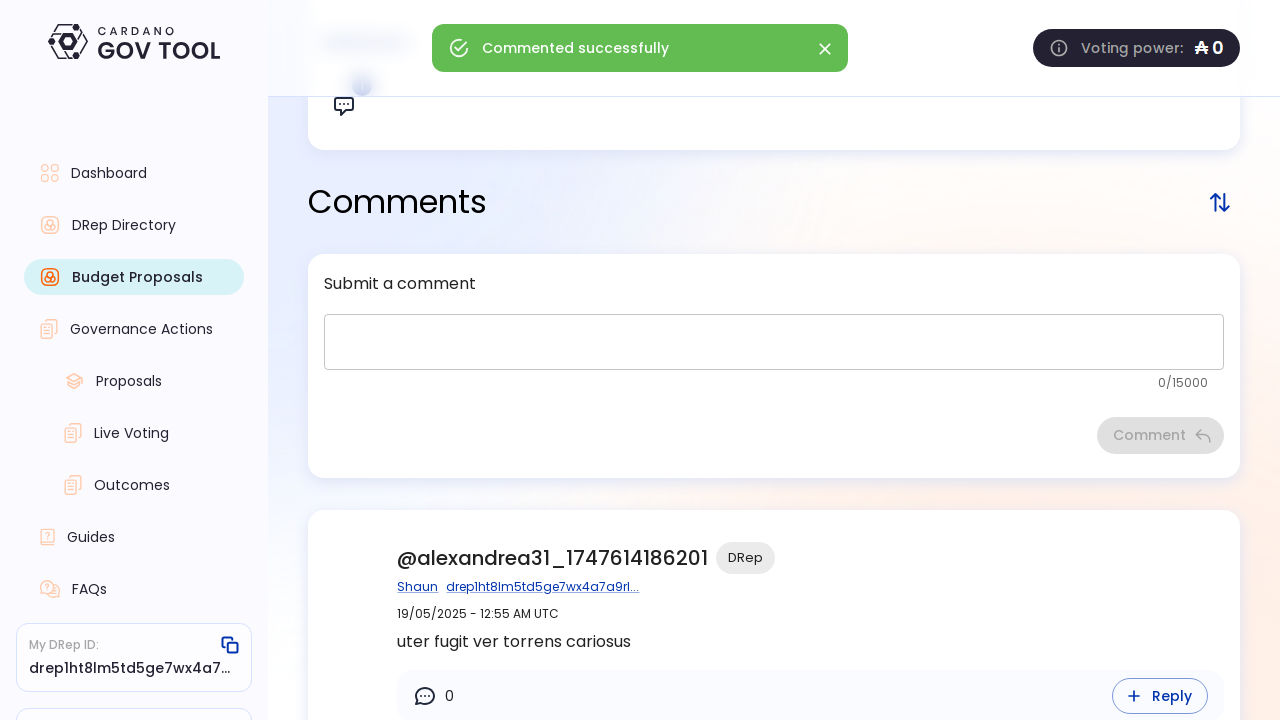 CARDANO
GOV TOOL
Commented successfully
Voting power: ₳ 0
Dashboard
DRep Directory
Budget Proposals
Governance Actions
Proposals
Live Voting
Outcomes
Guides
FAQs
My DRep ID:
drep1ht8lm5td5ge7wx4a7...
Comments
Submit a comment
0/15000
Comment
@alexandrea31_1747614186201 DRep
Shaun drep1ht8lm5td5ge7wx4a7a9rl...
19/05/2025 - 12:55 AM UTC
uter fugit ver torrens cariosus
0
Reply